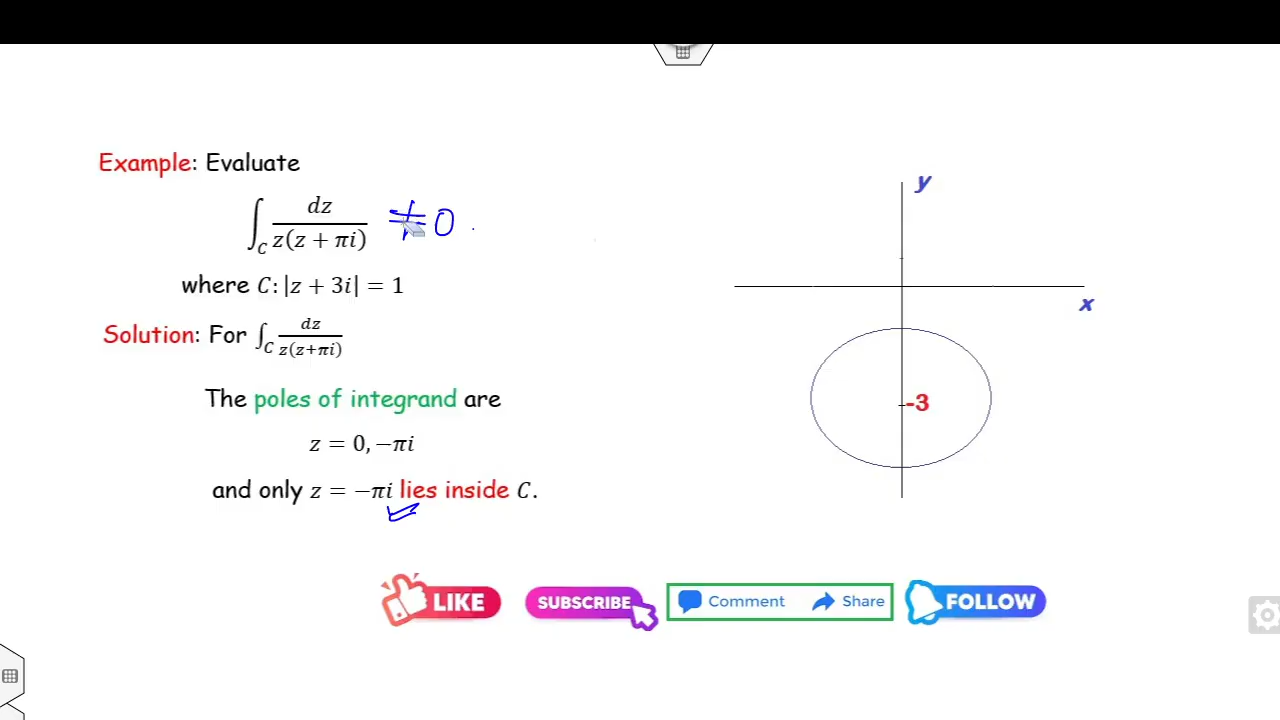 Example: Evaluate
∫_C dz / z(z + πi) ≠ 0
where C: |z + 3i| = 1
Solution: For ∫_C dz / z(z+πi)
The poles of integrand are
z = 0, −πi
and only z = −πi lies inside C.
y
x
-3
LIKE
SUBSCRIBE
Comment Share
FOLLOW